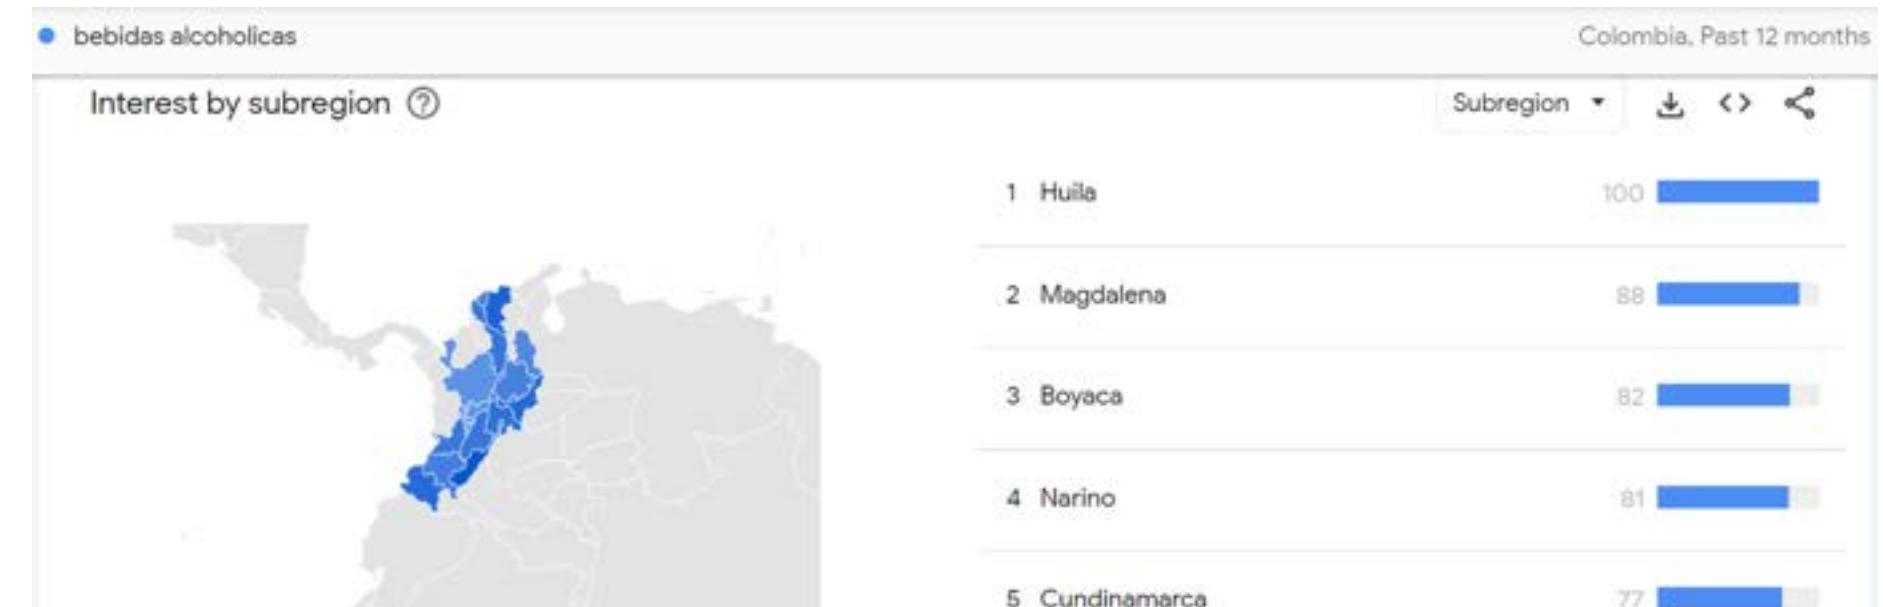 bebidas alcoholicas
Colombia, Past 12 months
Interest by subregion ?
Subregion
1 Huila 100
2 Magdalena 88
3 Boyaca 82
4 Narino 81
5 Cundinamarca 77